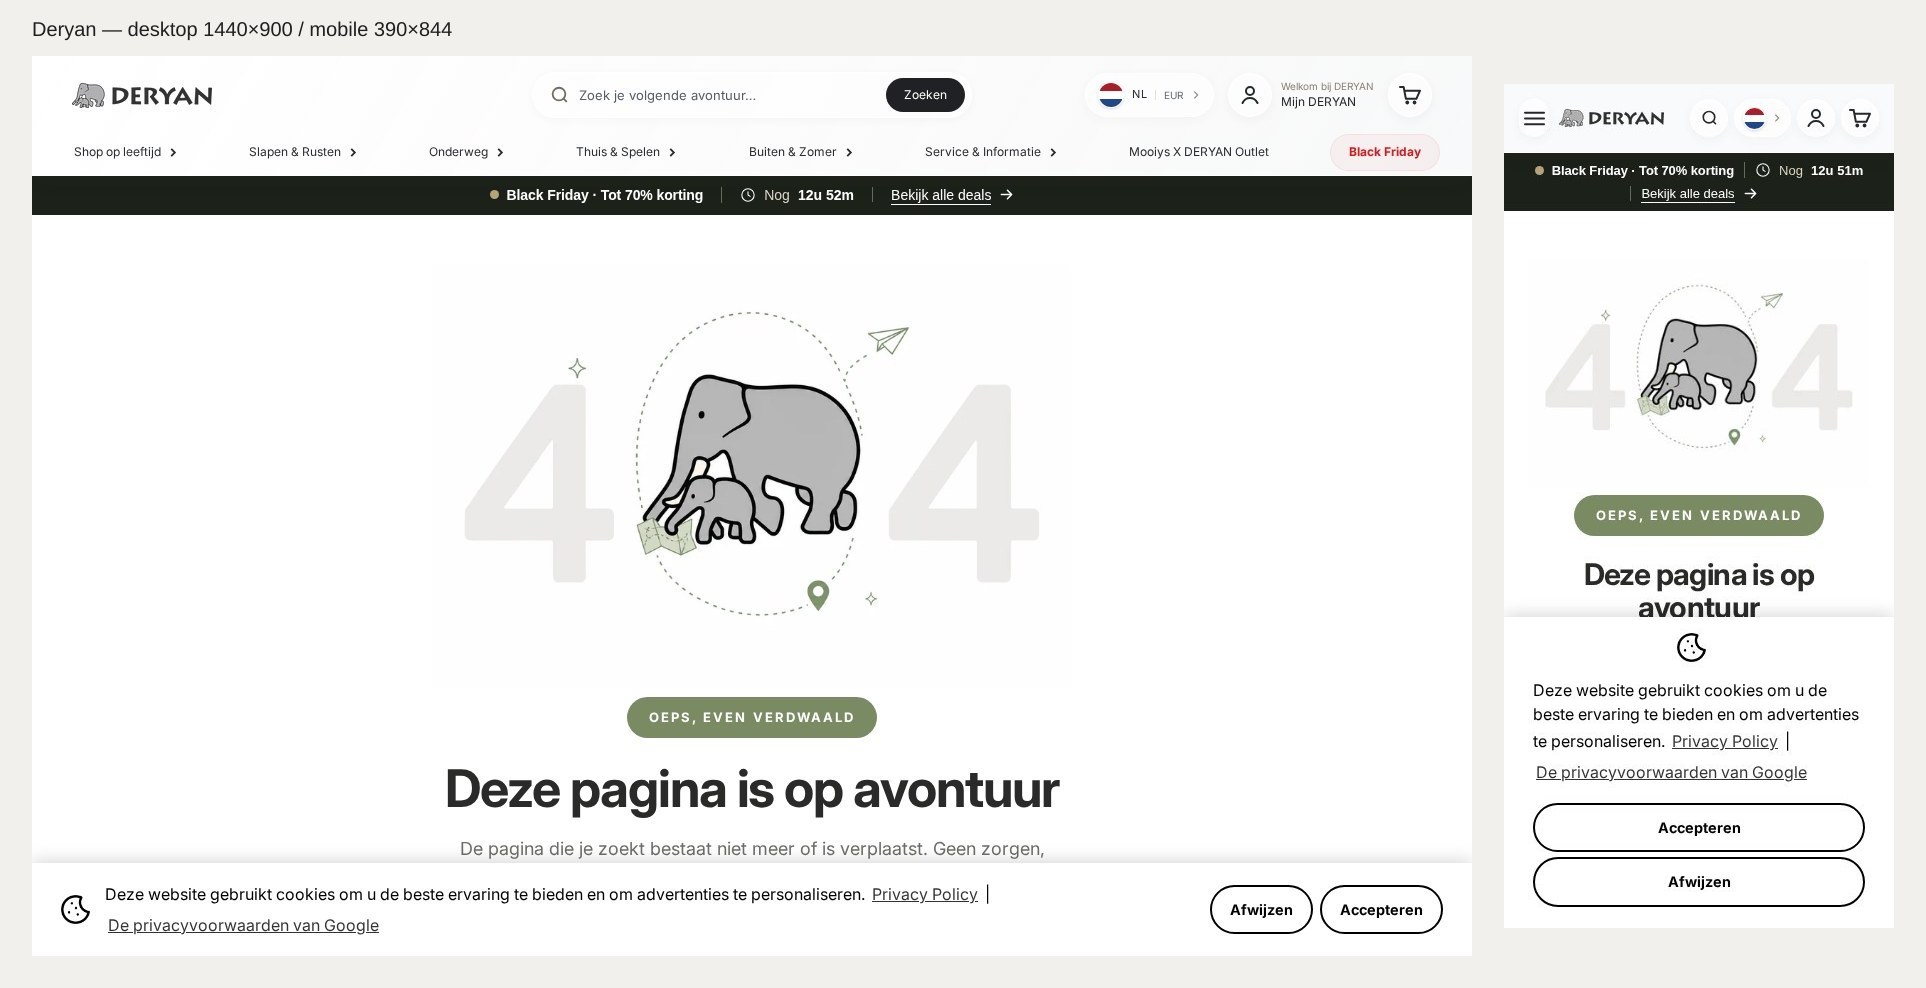 Deryan — desktop 1440×900 / mobile 390×844
DERYAN
Zoek je volgende avontuur...
Zoeken
NL
EUR
Welkom bij DERYAN
Mijn DERYAN
Shop op leeftijd
Slapen & Rusten
Onderweg
Thuis & Spelen
Buiten & Zomer
Service & Informatie
Mooiys X DERYAN Outlet
Black Friday
Black Friday · Tot 70% korting
Nog 12u 52m
Bekijk alle deals
4 4
OEPS, EVEN VERDWAALD
Deze pagina is op avontuur
De pagina die je zoekt bestaat niet meer of is verplaatst. Geen zorgen,
Deze website gebruikt cookies om u de beste ervaring te bieden en om advertenties te personaliseren. Privacy Policy |
De privacyvoorwaarden van Google
Afwijzen
Accepteren
DERYAN
Black Friday · Tot 70% korting
Nog 12u 51m
Bekijk alle deals
4 4
OEPS, EVEN VERDWAALD
Deze pagina is op
avontuur
Deze website gebruikt cookies om u de
beste ervaring te bieden en om advertenties
te personaliseren. Privacy Policy |
De privacyvoorwaarden van Google
Accepteren
Afwijzen